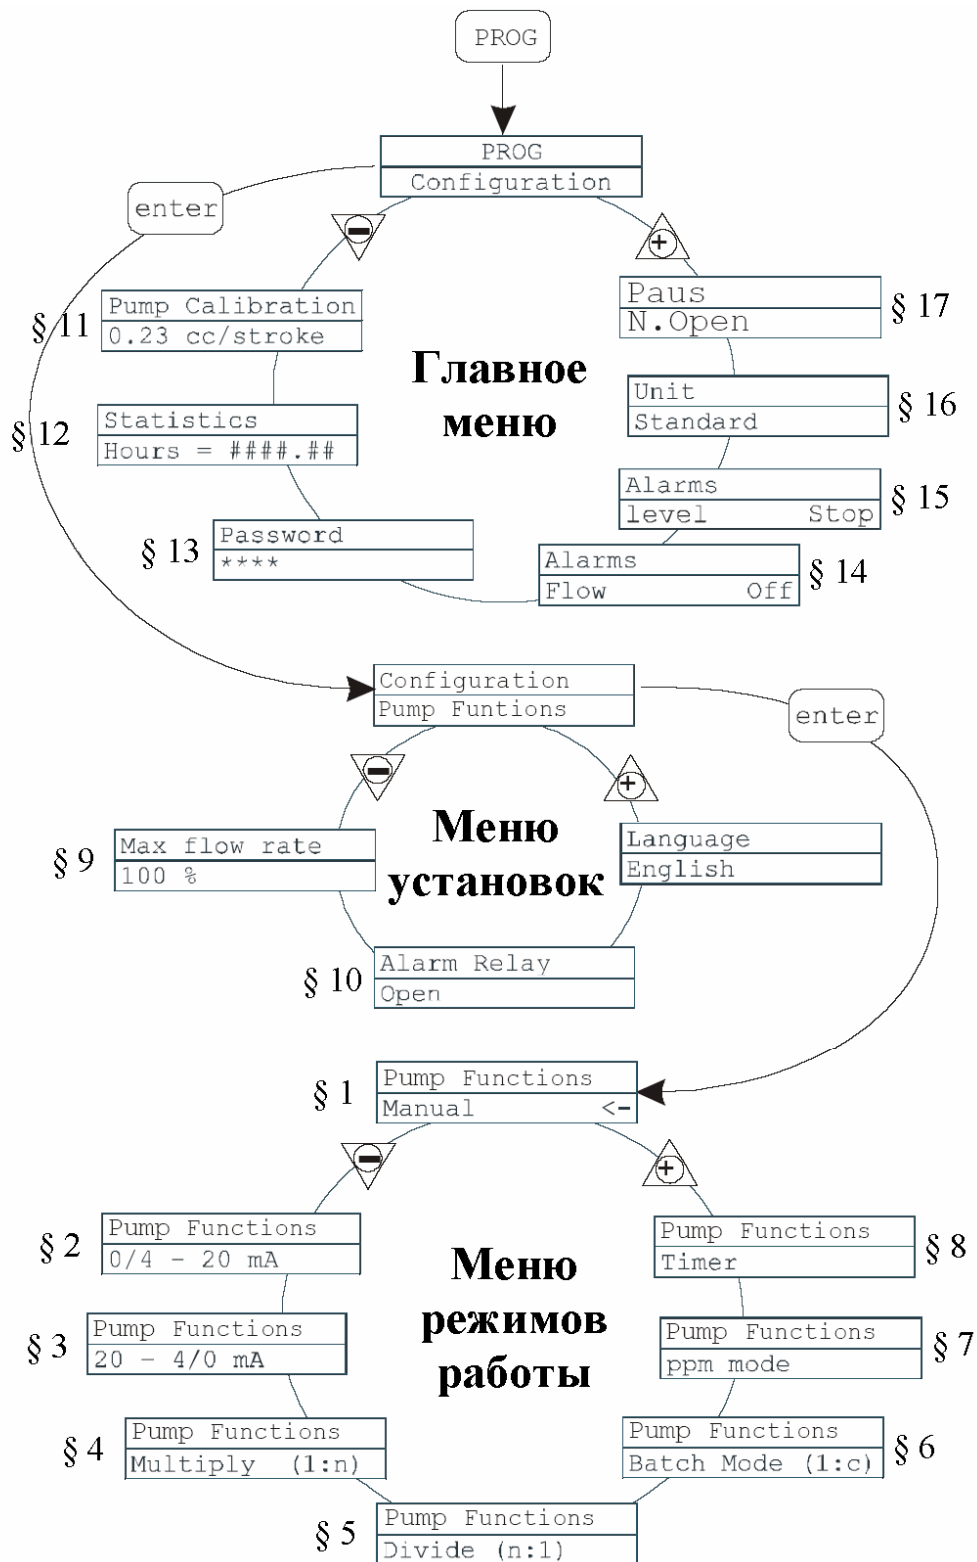 PROG
PROG
Configuration
enter
Pump Calibration
0.23 cc/stroke
§ 11
Paus
N.Open
§ 17
Главное
меню
Statistics
Hours = ####.##
§ 12
Unit
Standard
§ 16
Alarms
level Stop
§ 15
Password
****
§ 13
Alarms
Flow Off
§ 14
Configuration
Pump Funtions
enter
Меню
установок
Max flow rate
100 %
§ 9
Language
English
Alarm Relay
Open
§ 10
§ 1
Pump Functions
Manual <-
§ 2
Pump Functions
0/4 - 20 mA
Pump Functions
Timer
§ 8
Меню
режимов
работы
§ 3
Pump Functions
20 - 4/0 mA
Pump Functions
ppm mode
§ 7
§ 4
Pump Functions
Multiply (1:n)
Pump Functions
Batch Mode (1:c)
§ 6
§ 5
Pump Functions
Divide (n:1)